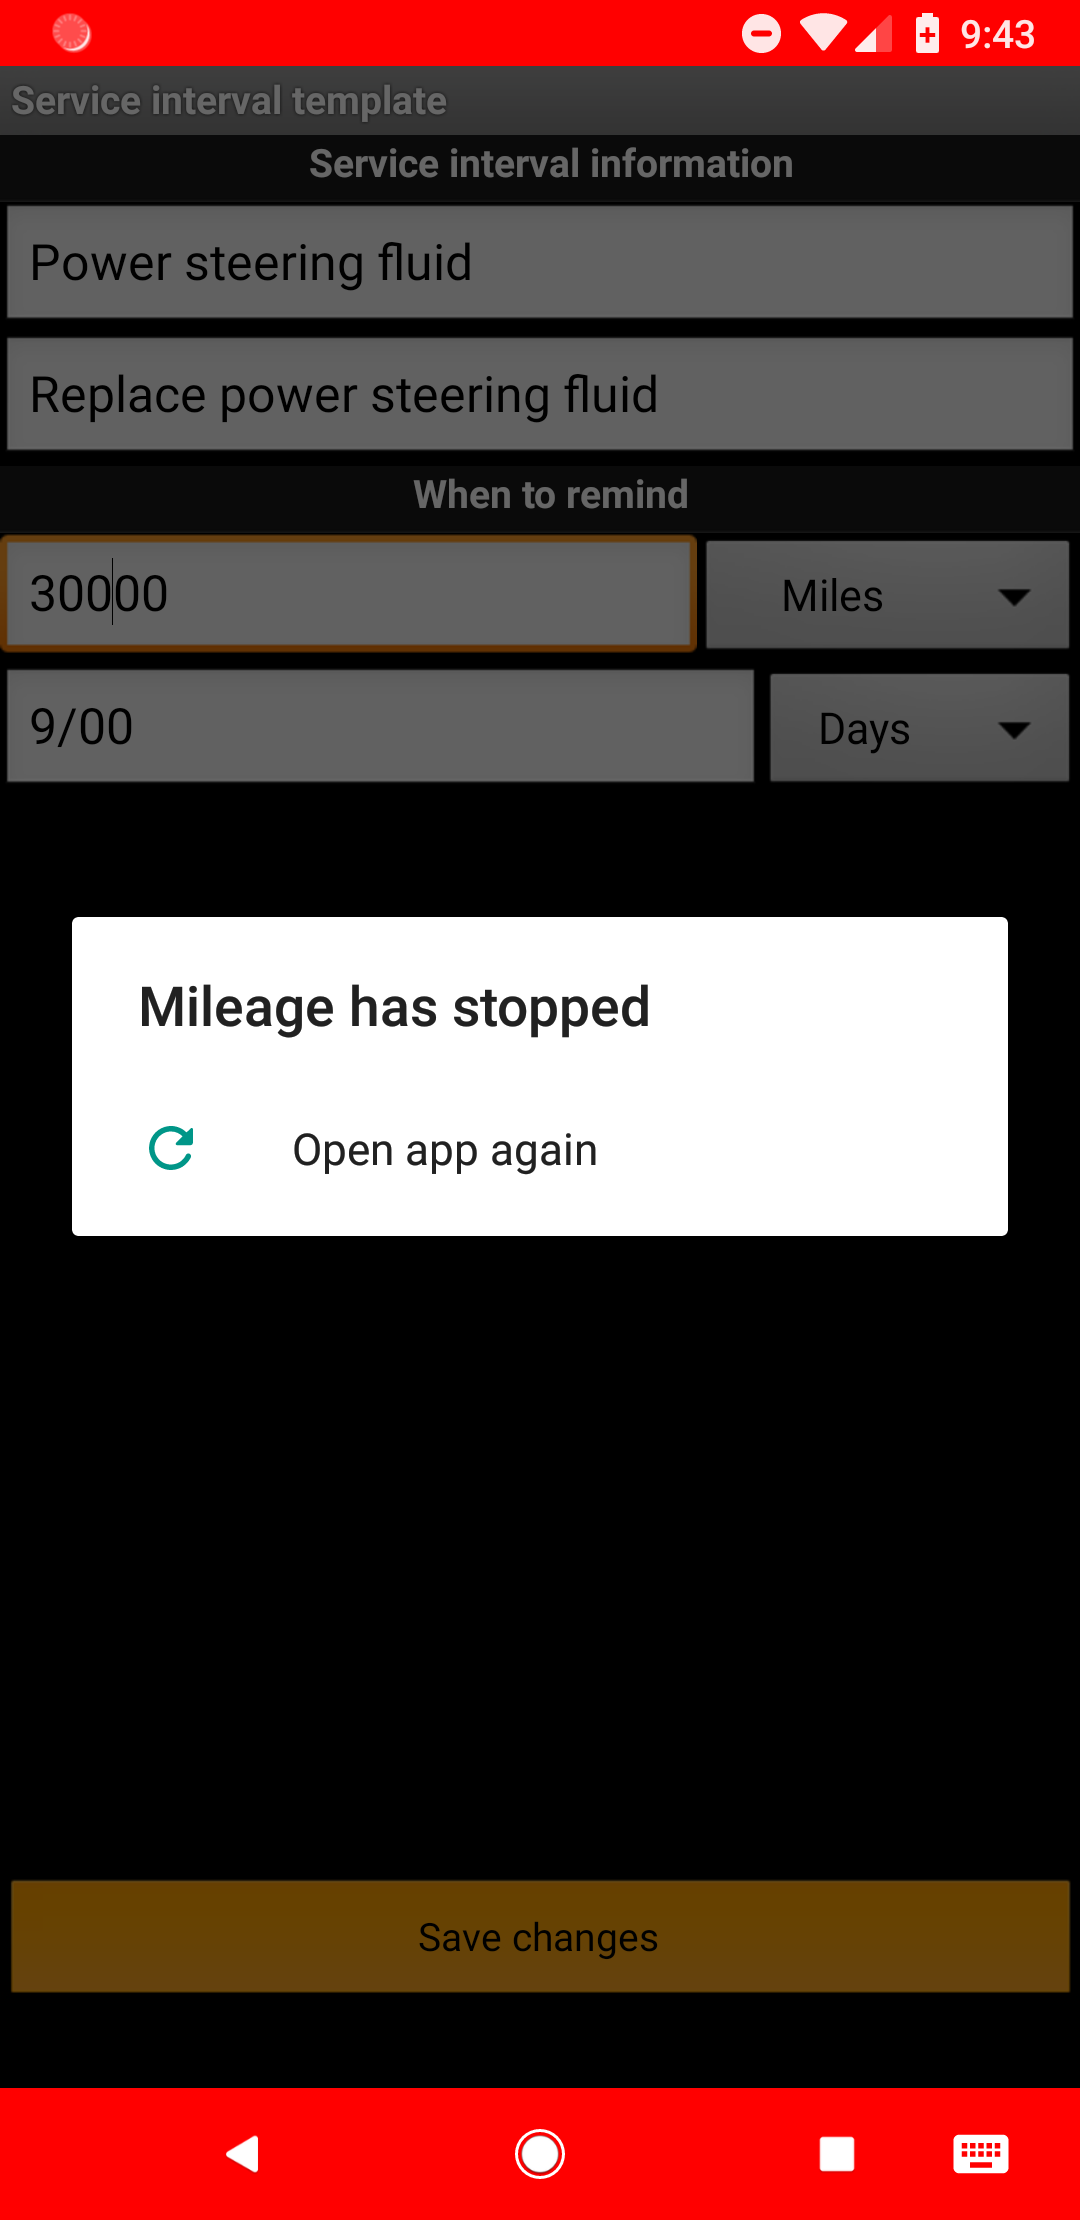 9:43
Service interval template
Service interval information
Power steering fluid
Replace power steering fluid
When to remind
30000
Miles
9/00
Days
Mileage has stopped
Open app again
Save changes